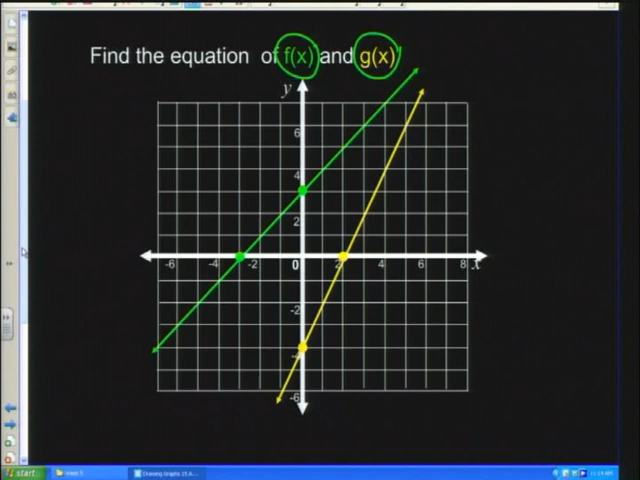 Find the equation of f(x) and g(x)
y
6
4
2
-6 -4 -2 0 2 4 6 8 x
-2
-4
-6
start